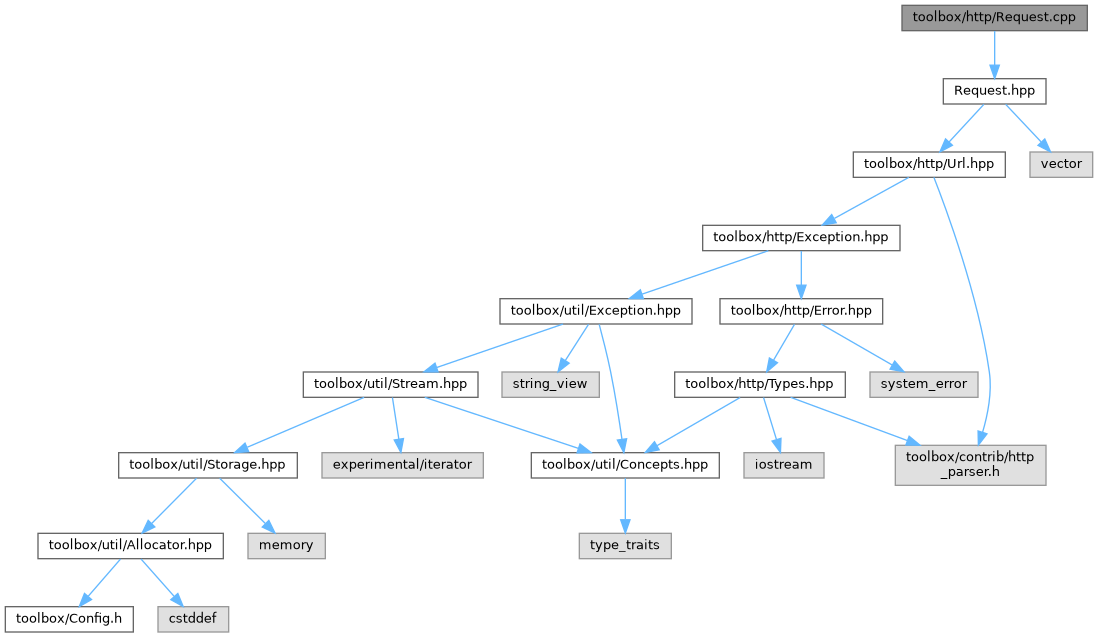 toolbox/http/Request.cpp
Request.hpp
toolbox/http/Url.hpp
vector
toolbox/http/Exception.hpp
toolbox/util/Exception.hpp
toolbox/http/Error.hpp
toolbox/util/Stream.hpp
string_view
toolbox/http/Types.hpp
system_error
toolbox/util/Storage.hpp
experimental/iterator
toolbox/util/Concepts.hpp
iostream
toolbox/contrib/http
_parser.h
toolbox/util/Allocator.hpp
memory
type_traits
toolbox/Config.h
cstddef